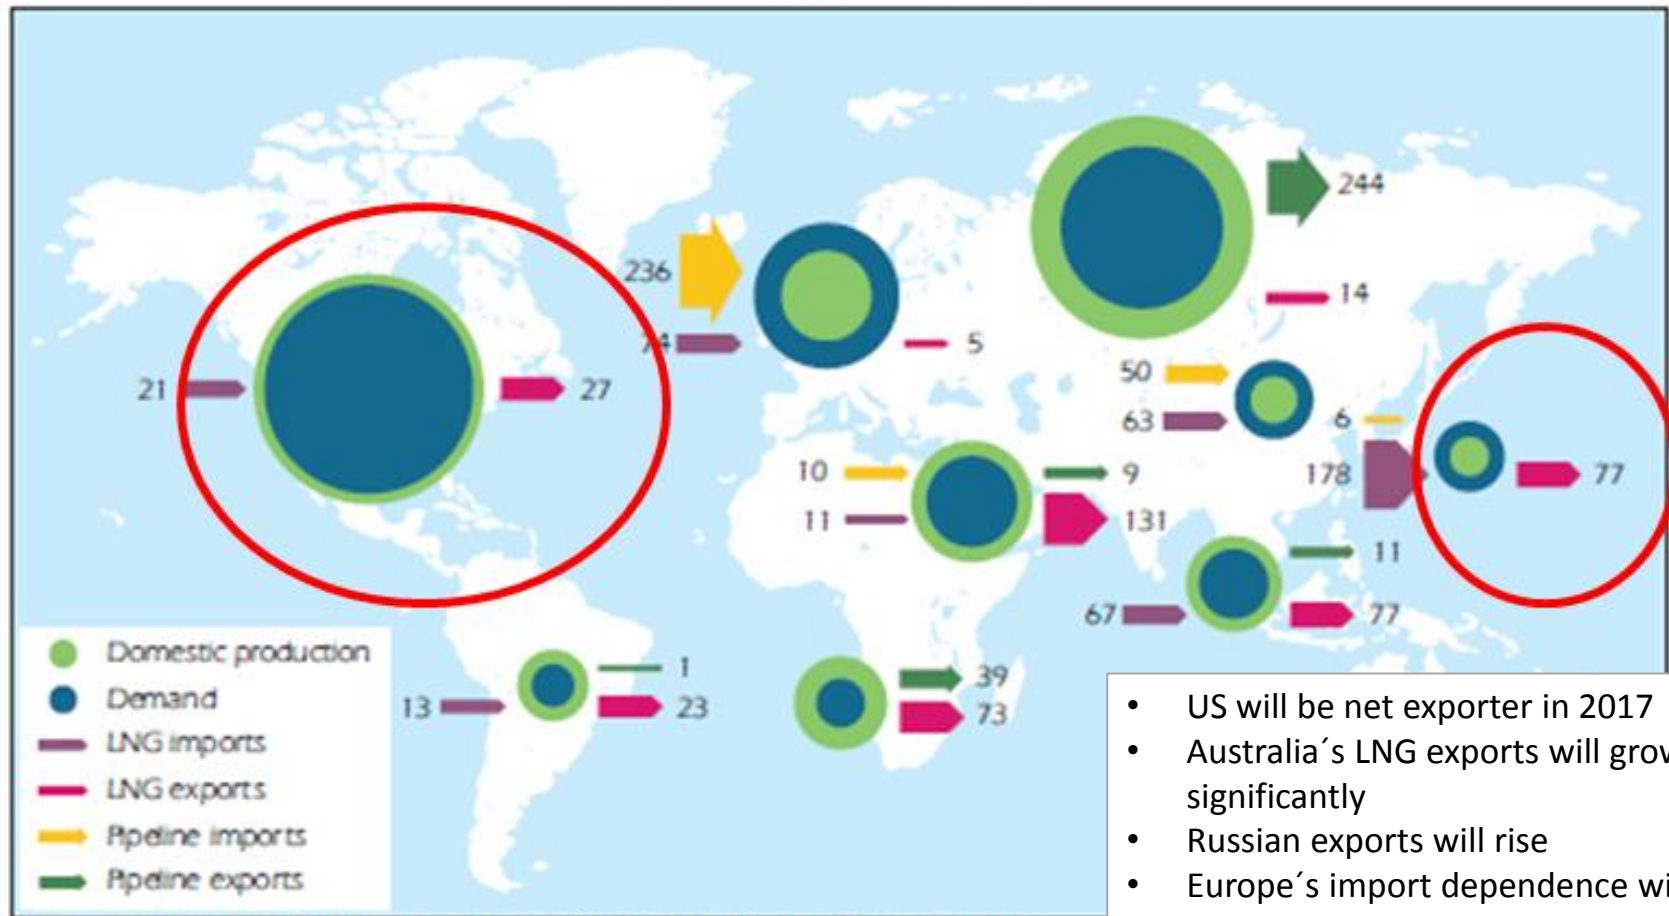 244
236
14
74
5
50
21
27
63
6
10
9
178
77
11
131
11
67
77
1
39
13
23
73
Domestic production
Demand
LNG imports
LNG exports
Pipeline imports
Pipeline exports
• US will be net exporter in 2017
• Australia´s LNG exports will grow
significantly
• Russian exports will rise
• Europe´s import dependence